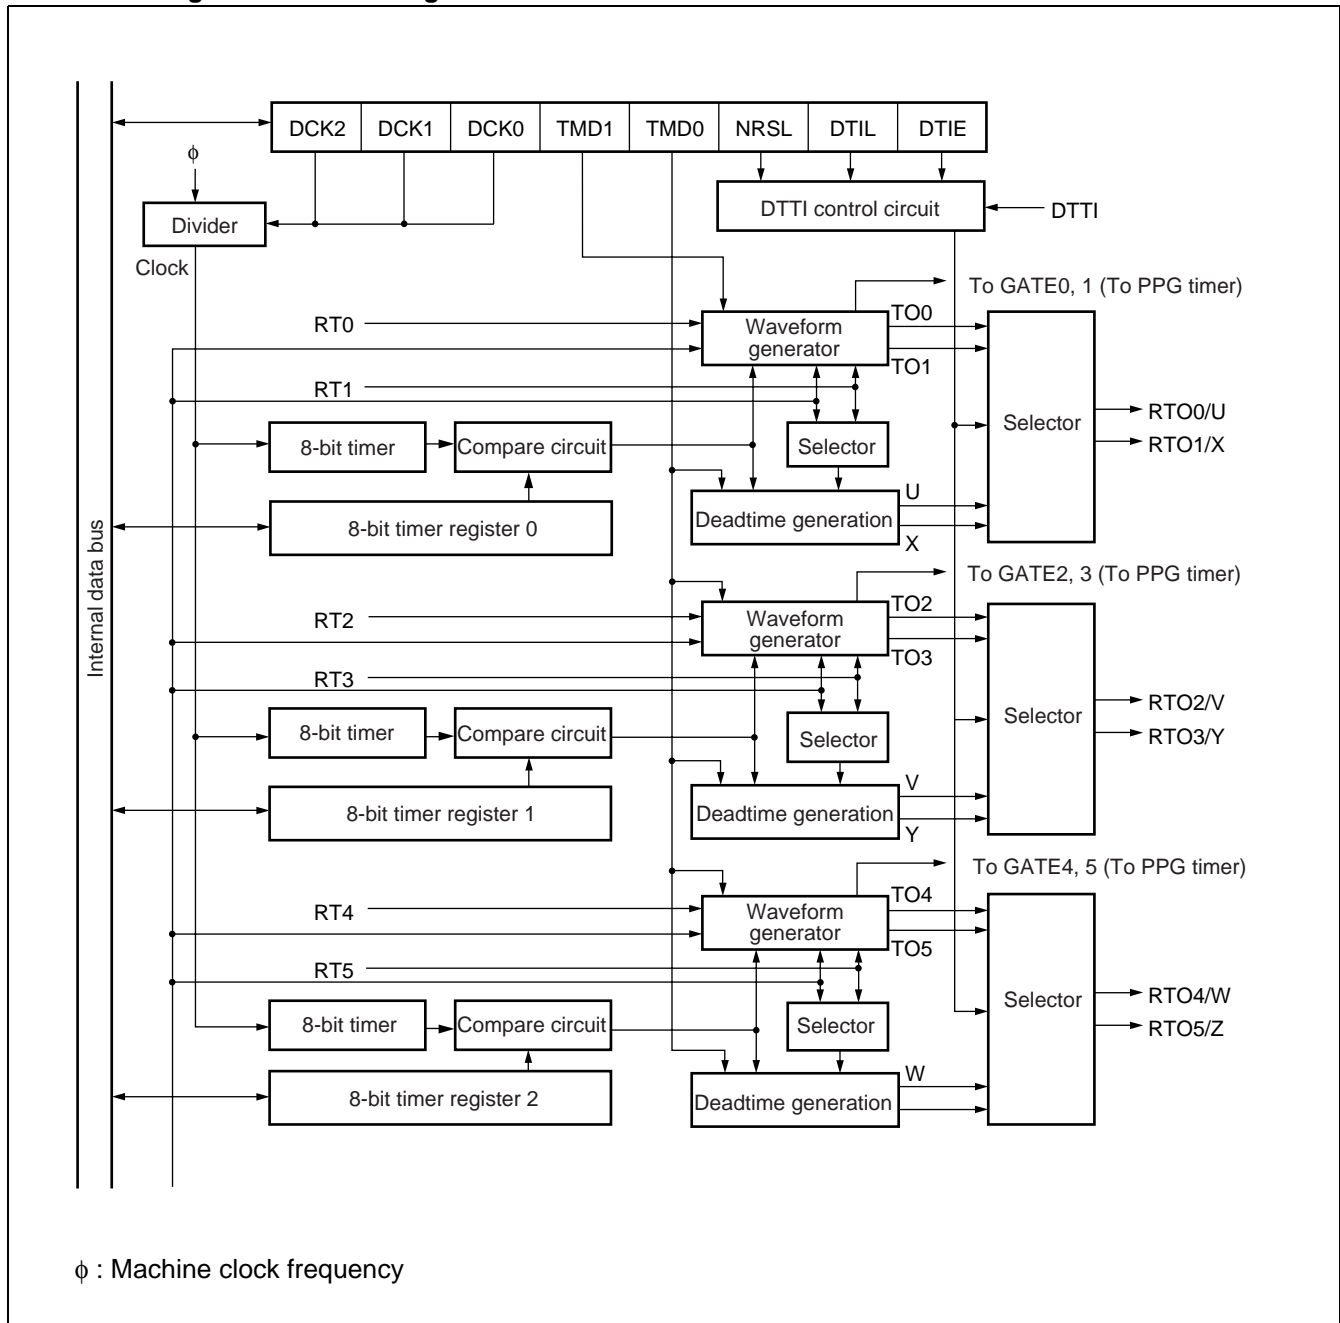 DCK2 DCK1 DCK0 TMD1 TMD0 NRSL DTIL DTIE
ϕ
DTTI control circuit
DTTI
Divider
Clock
To GATE0, 1 (To PPG timer)
RT0
Waveform
generator
TO0
TO1
RT1
Selector
RTO0/U
RTO1/X
8-bit timer
Compare circuit
Selector
8-bit timer register 0
Deadtime generation
U
X
Internal data bus
To GATE2, 3 (To PPG timer)
RT2
Waveform
generator
TO2
TO3
RT3
Selector
RTO2/V
RTO3/Y
8-bit timer
Compare circuit
Selector
8-bit timer register 1
Deadtime generation
V
Y
To GATE4, 5 (To PPG timer)
RT4
Waveform
generator
TO4
TO5
RT5
Selector
RTO4/W
RTO5/Z
8-bit timer
Compare circuit
Selector
8-bit timer register 2
Deadtime generation
W
ϕ : Machine clock frequency